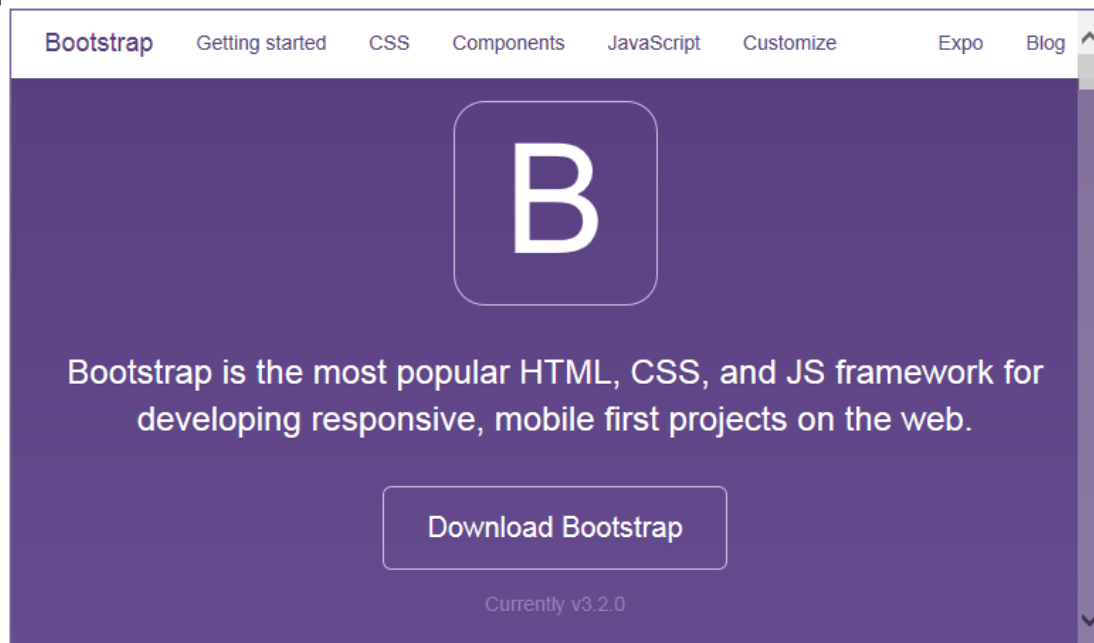 Bootstrap Getting started CSS Components JavaScript Customize Expo Blog
B
Bootstrap is the most popular HTML, CSS, and JS framework for
developing responsive, mobile first projects on the web.
Download Bootstrap
Currently v3.2.0